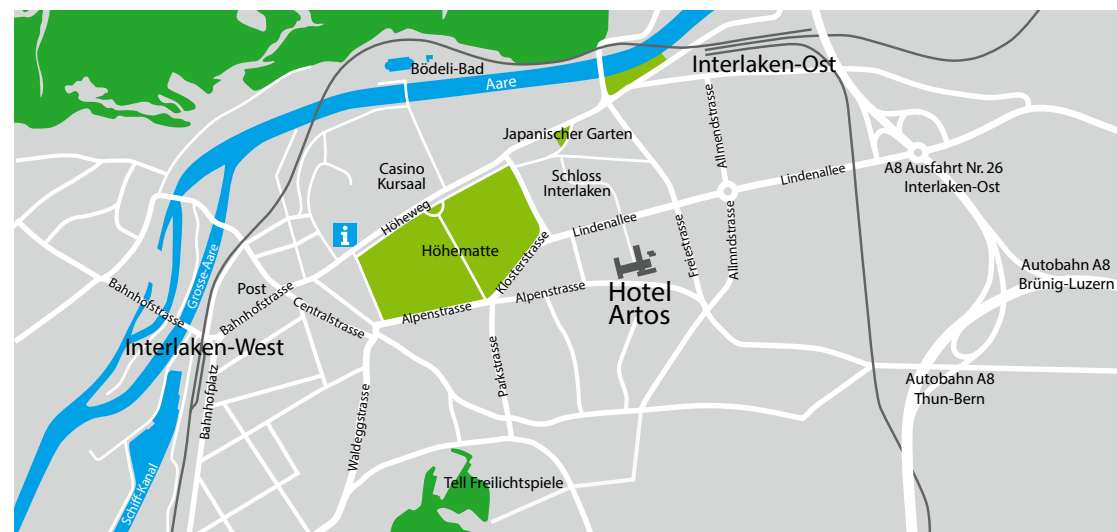 Bödeli-Bad
Aare
Interlaken-Ost
Japanischer Garten
Allmendstrasse
Casino
Kursaal
Schloss
Interlaken
Lindenallee
A8 Ausfahrt Nr. 26
Interlaken-Ost
Höheweg
i
Höhematte
Klosterstrasse
Lindenallee
Freiestrasse
Allmndstrasse
Grosse-Aare
Bahnhofstrasse
Post
Bahnhofstrasse
Centralstrasse
Alpenstrasse
Alpenstrasse
Hotel
Artos
Autobahn A8
Brünig-Luzern
Interlaken-West
Bahnhofplatz
Waldeggstrasse
Parkstrasse
Autobahn A8
Thun-Bern
Schiff-Kanal
Tell Freilichtspiele